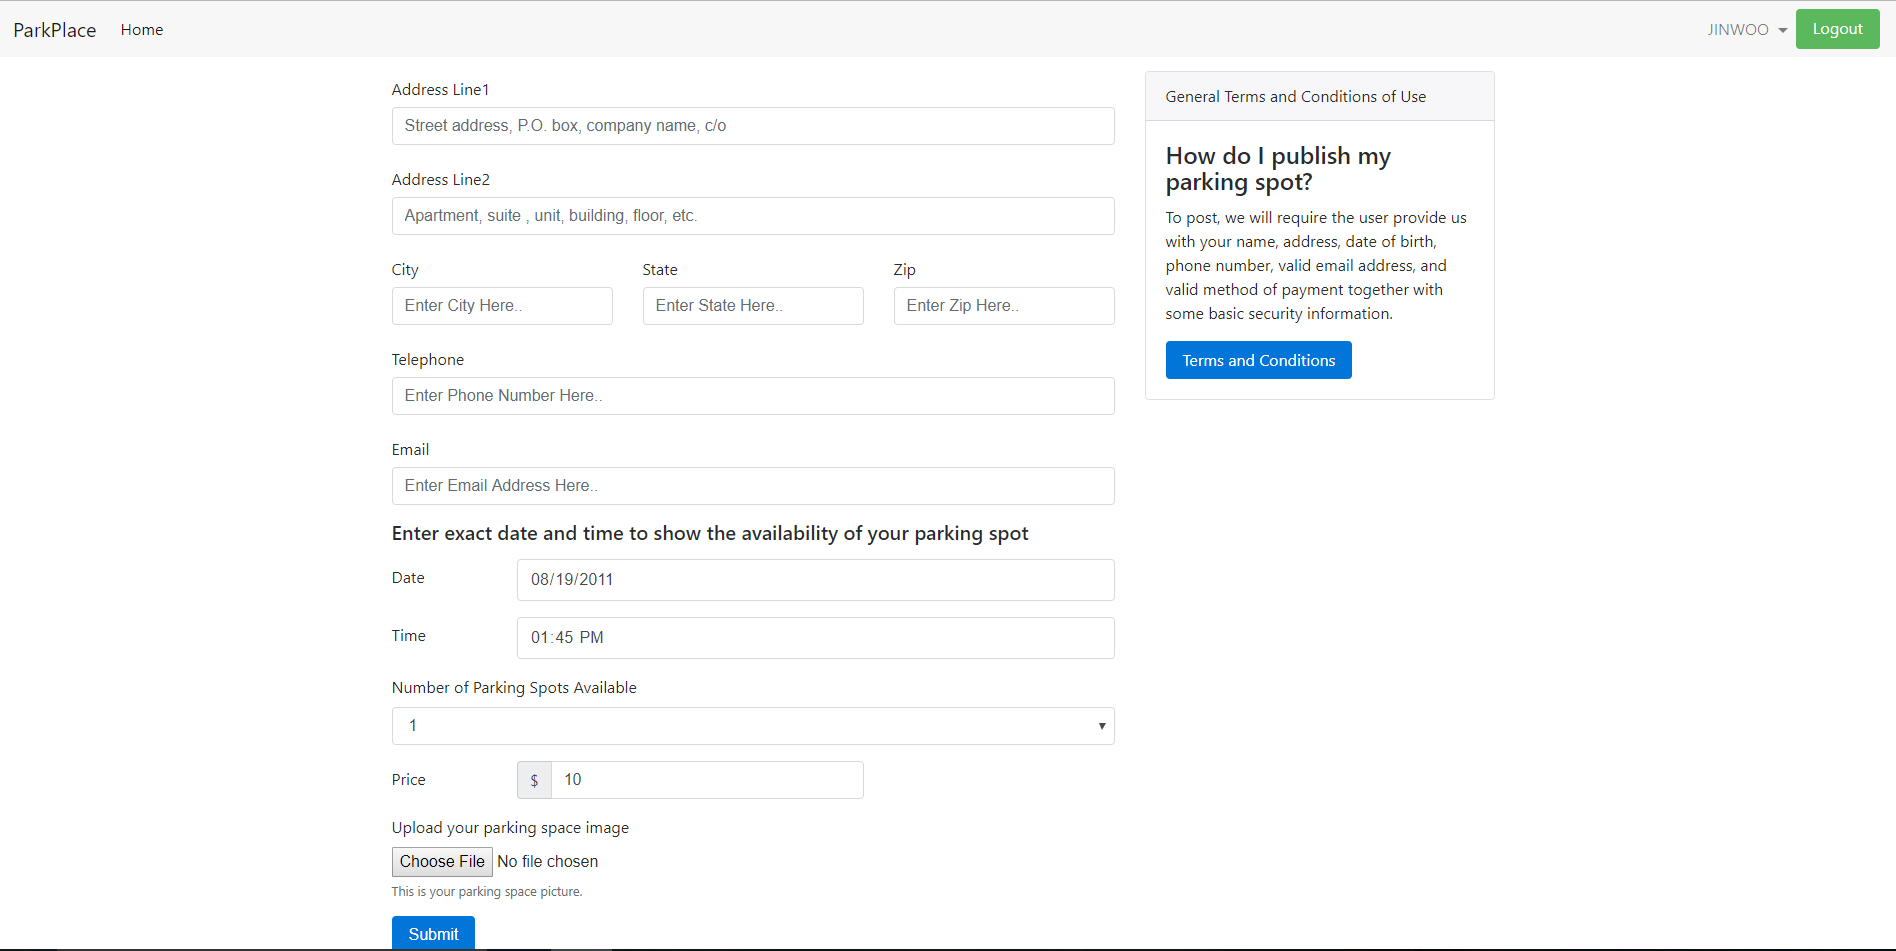 ParkPlace Home JINWOO Logout
Address Line1
Street address, P.O. box, company name, c/o
Address Line2
Apartment, suite , unit, building, floor, etc.
City State Zip
Enter City Here.. Enter State Here.. Enter Zip Here..
Telephone
Enter Phone Number Here..
Email
Enter Email Address Here..
Enter exact date and time to show the availability of your parking spot
Date 08/19/2011
Time 01:45 PM
Number of Parking Spots Available
1
Price $ 10
Upload your parking space image
Choose File No file chosen
This is your parking space picture.
Submit
General Terms and Conditions of Use
How do I publish my
parking spot?
To post, we will require the user provide us
with your name, address, date of birth,
phone number, valid email address, and
valid method of payment together with
some basic security information.
Terms and Conditions